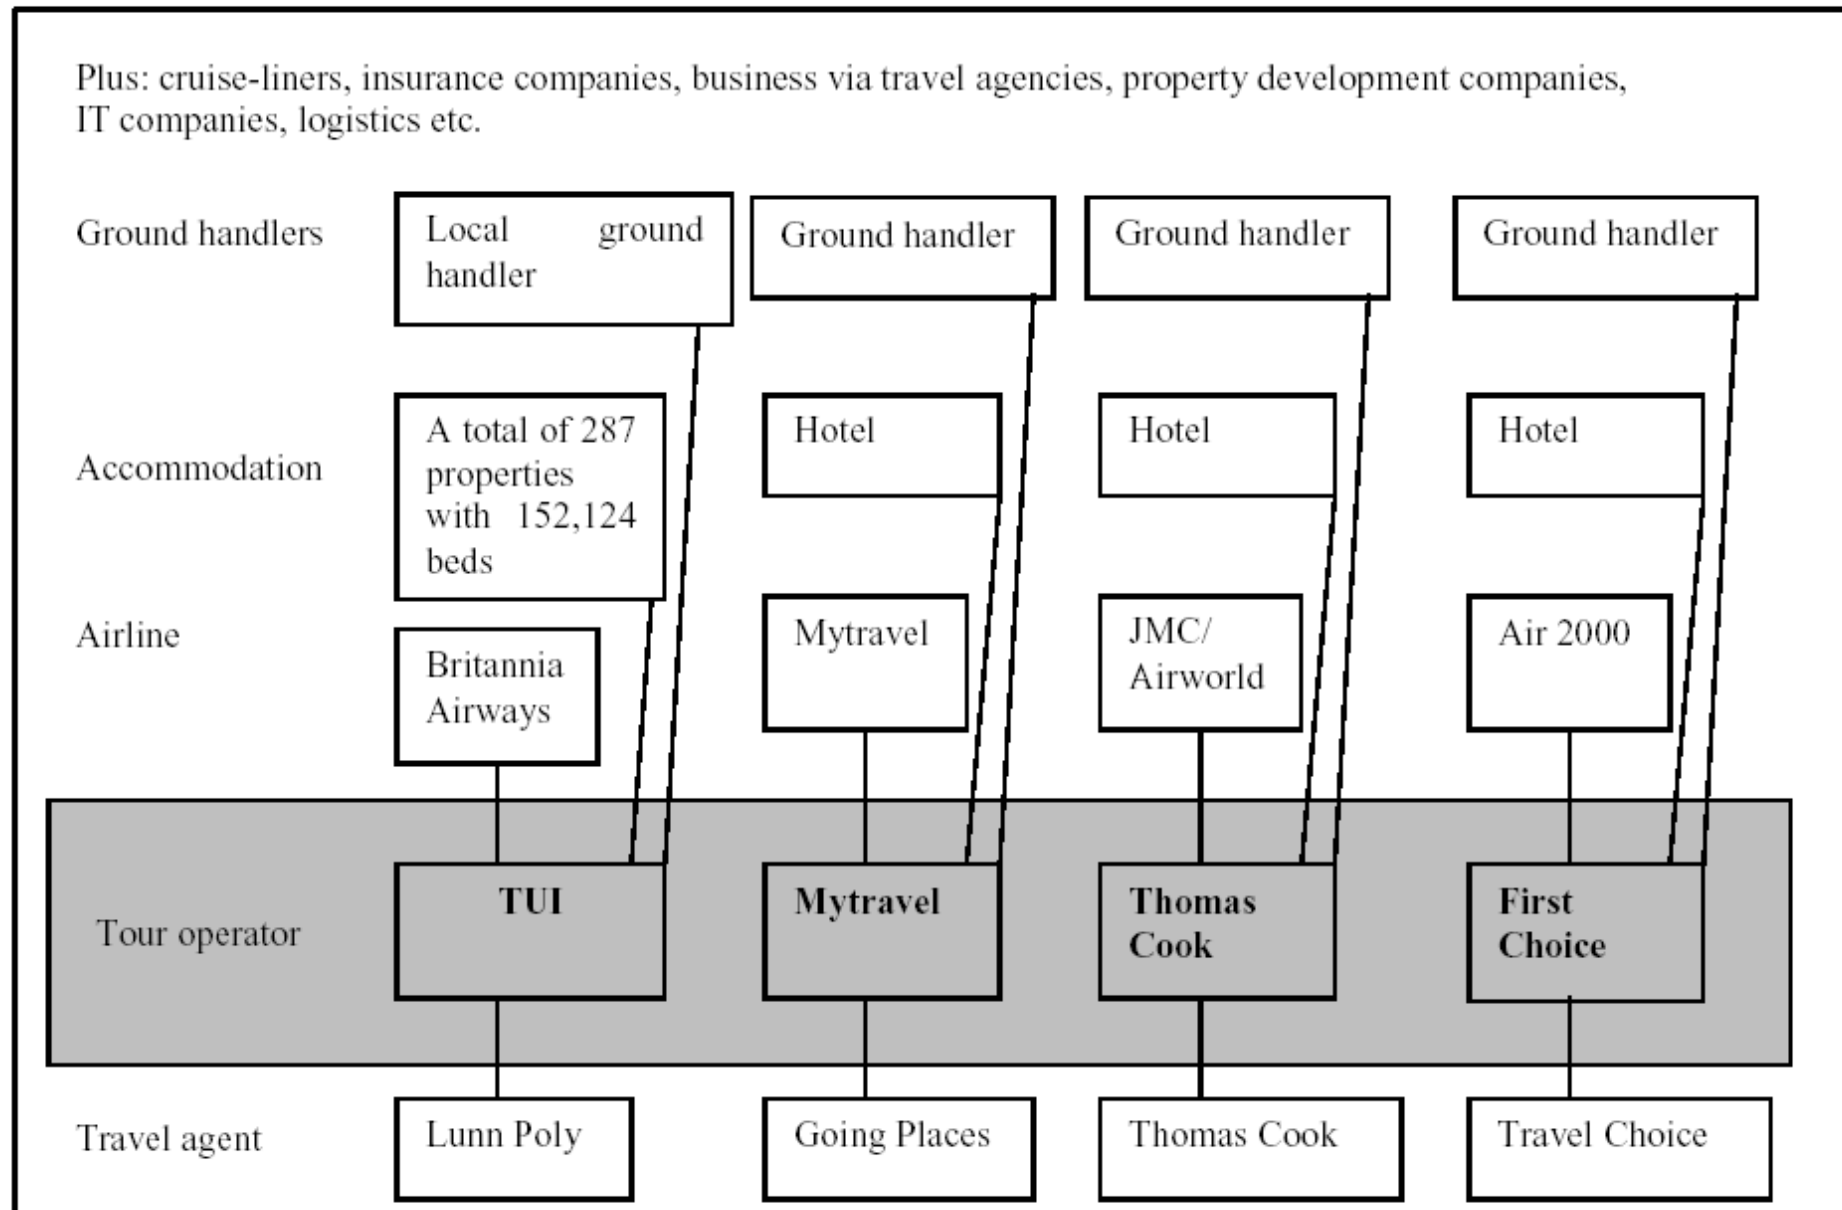 Plus: cruise-liners, insurance companies, business via travel agencies, property development companies,
IT companies, logistics etc.
Ground handlers
Local ground
handler
Ground handler
Ground handler
Ground handler
Accommodation
A total of 287
properties
with 152,124
beds
Hotel
Hotel
Hotel
Airline
Britannia
Airways
Mytravel
JMC/
Airworld
Air 2000
Tour operator
TUI
Mytravel
Thomas
Cook
First
Choice
Travel agent
Lunn Poly
Going Places
Thomas Cook
Travel Choice